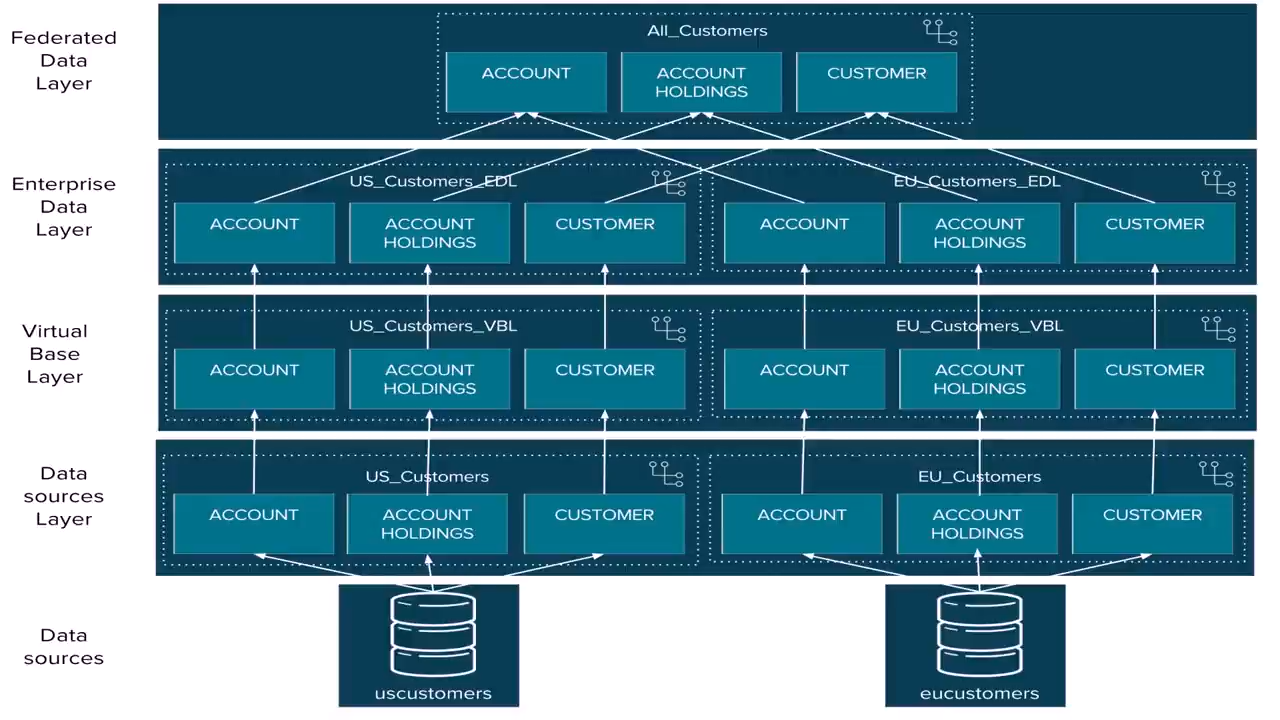 Federated
Data
Layer
All_Customers
ACCOUNT
ACCOUNT
HOLDINGS
CUSTOMER
Enterprise
Data
Layer
US_Customers_EDL
ACCOUNT
ACCOUNT
HOLDINGS
CUSTOMER
EU_Customers_EDL
ACCOUNT
ACCOUNT
HOLDINGS
CUSTOMER
Virtual
Base
Layer
US_Customers_VBL
ACCOUNT
ACCOUNT
HOLDINGS
CUSTOMER
EU_Customers_VBL
ACCOUNT
ACCOUNT
HOLDINGS
CUSTOMER
Data
sources
Layer
US_Customers
ACCOUNT
ACCOUNT
HOLDINGS
CUSTOMER
EU_Customers
ACCOUNT
ACCOUNT
HOLDINGS
CUSTOMER
Data
sources
uscustomers
eucustomers